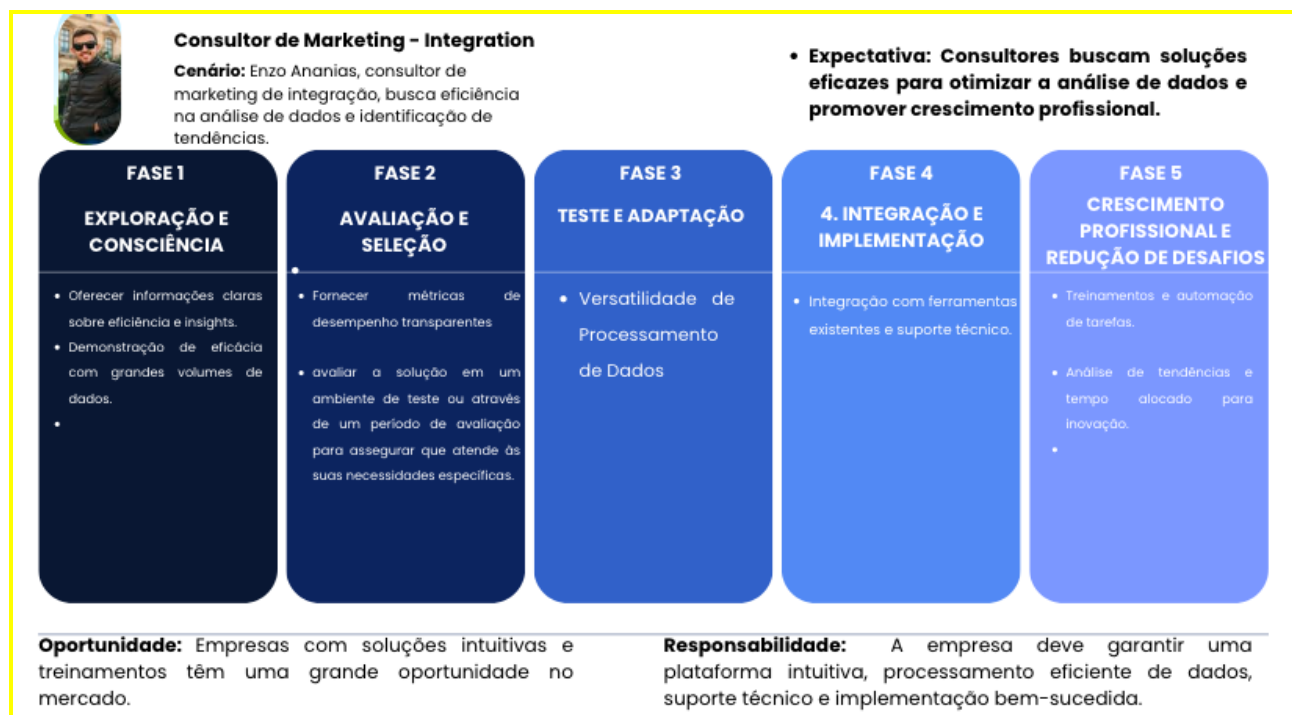 Consultor de Marketing - Integration
Cenário: Enzo Ananias, consultor de
marketing de integração, busca eficiência
na análise de dados e identificação de
tendências.
• Expectativa: Consultores buscam soluções
eficazes para otimizar a análise de dados e
promover crescimento profissional.
FASE 1
EXPLORAÇÃO E
CONSCIÊNCIA
• Oferecer informações claras
sobre eficiência e insights.
• Demonstração de eficácia
com grandes volumes de
dados.
•
FASE 2
AVALIAÇÃO E
SELEÇÃO
•
• Fornecer métricas de
desempenho transparentes
• avaliar a solução em um
ambiente de teste ou através
de um período de avaliação
para assegurar que atende às
suas necessidades específicas.
FASE 3
TESTE E ADAPTAÇÃO
• Versatilidade de
Processamento
de Dados
FASE 4
4. INTEGRAÇÃO E
IMPLEMENTAÇÃO
• Integração com ferramentas
existentes e suporte técnico.
FASE 5
CRESCIMENTO
PROFISSIONAL E
REDUÇÃO DE DESAFIOS
• Treinamentos e automação
de tarefas.
• Análise de tendências e
tempo alocado para
inovação.
•
Oportunidade: Empresas com soluções intuitivas e
treinamentos têm uma grande oportunidade no
mercado.
Responsabilidade: A empresa deve garantir uma
plataforma intuitiva, processamento eficiente de dados,
suporte técnico e implementação bem-sucedida.